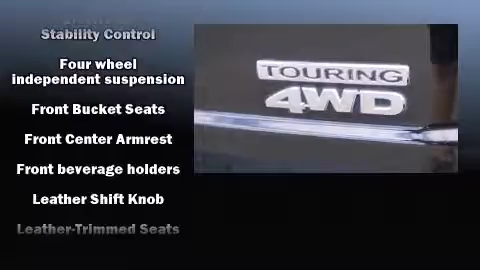 Stability Control
Four wheel
independent suspension
Front Bucket Seats
Front Center Armrest
Front beverage holders
Leather Shift Knob
Leather-Trimmed Seats
TOURING
4WD